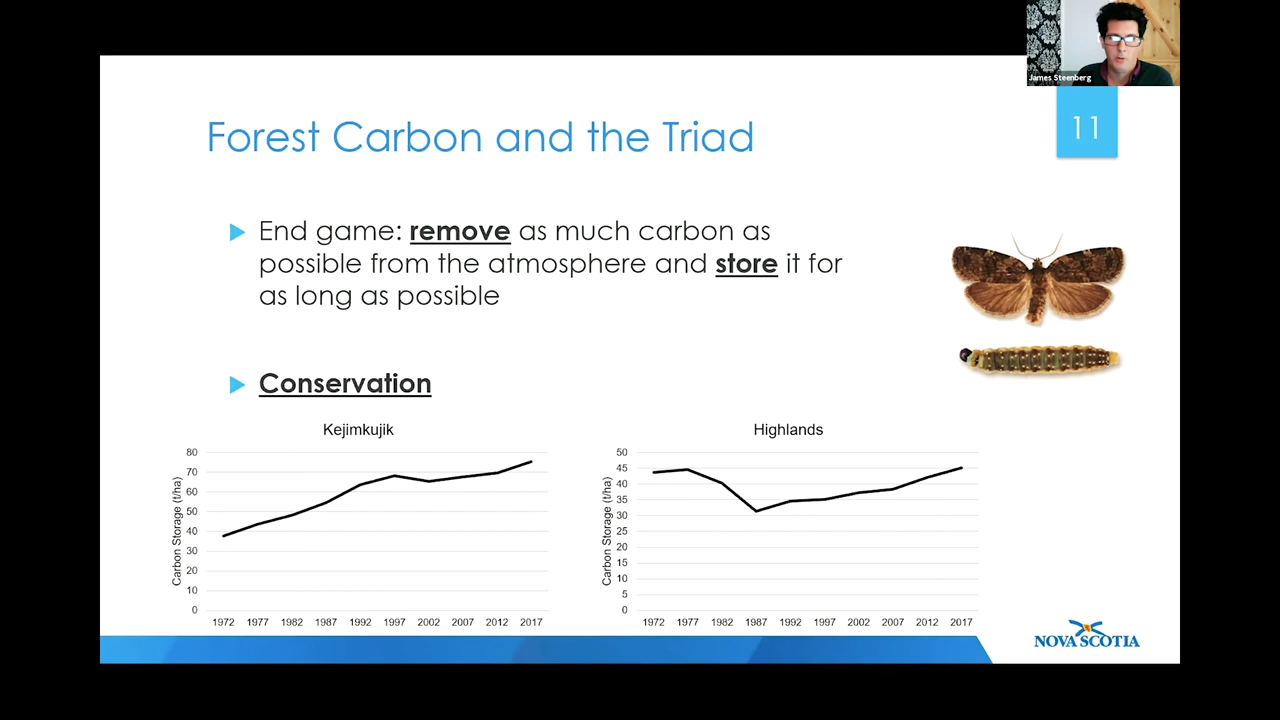 James Steenberg
11
Forest Carbon and the Triad
End game: remove as much carbon as
possible from the atmosphere and store it for
as long as possible
Conservation
Kejimkujik
Carbon Storage (t/ha)
80
70
60
50
40
30
20
10
0
1972 1977 1982 1987 1992 1997 2002 2007 2012 2017
Highlands
Carbon Storage (t/ha)
50
45
40
35
30
25
20
15
10
5
0
1972 1977 1982 1987 1992 1997 2002 2007 2012 2017
NOVA SCOTIA